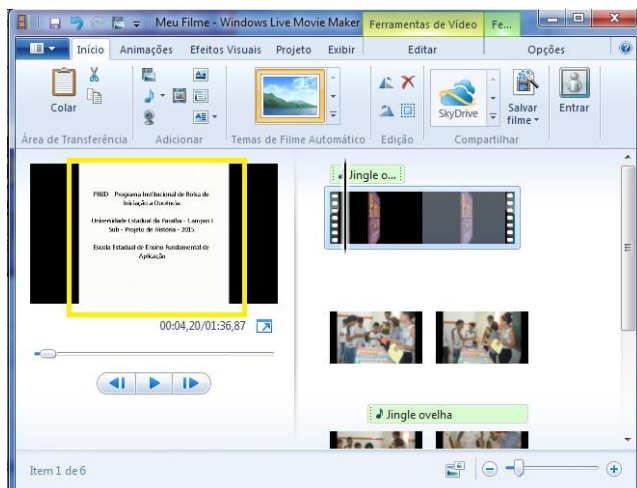 Meu Filme - Windows Live Movie Maker
Ferramentas de Vídeo
Fe...
Início
Animações
Efeitos Visuais
Projeto
Exibir
Editar
Opções
Colar
SkyDrive
Salvar
filme
Entrar
Área de Transferência
Adicionar
Temas de Filme Automático
Edição
Compartilhar
PIBID - Programa Institucional de Bolsa de
Iniciação a Docência.
Universidade Estadual da Paraíba - Campus I
Sub - Projeto de História - 2015.
Escola Estadual de Ensino Fundamental de
Aplicação
00:04,20/01:36,87
Jingle o...
Jingle ovelha
Item 1 de 6